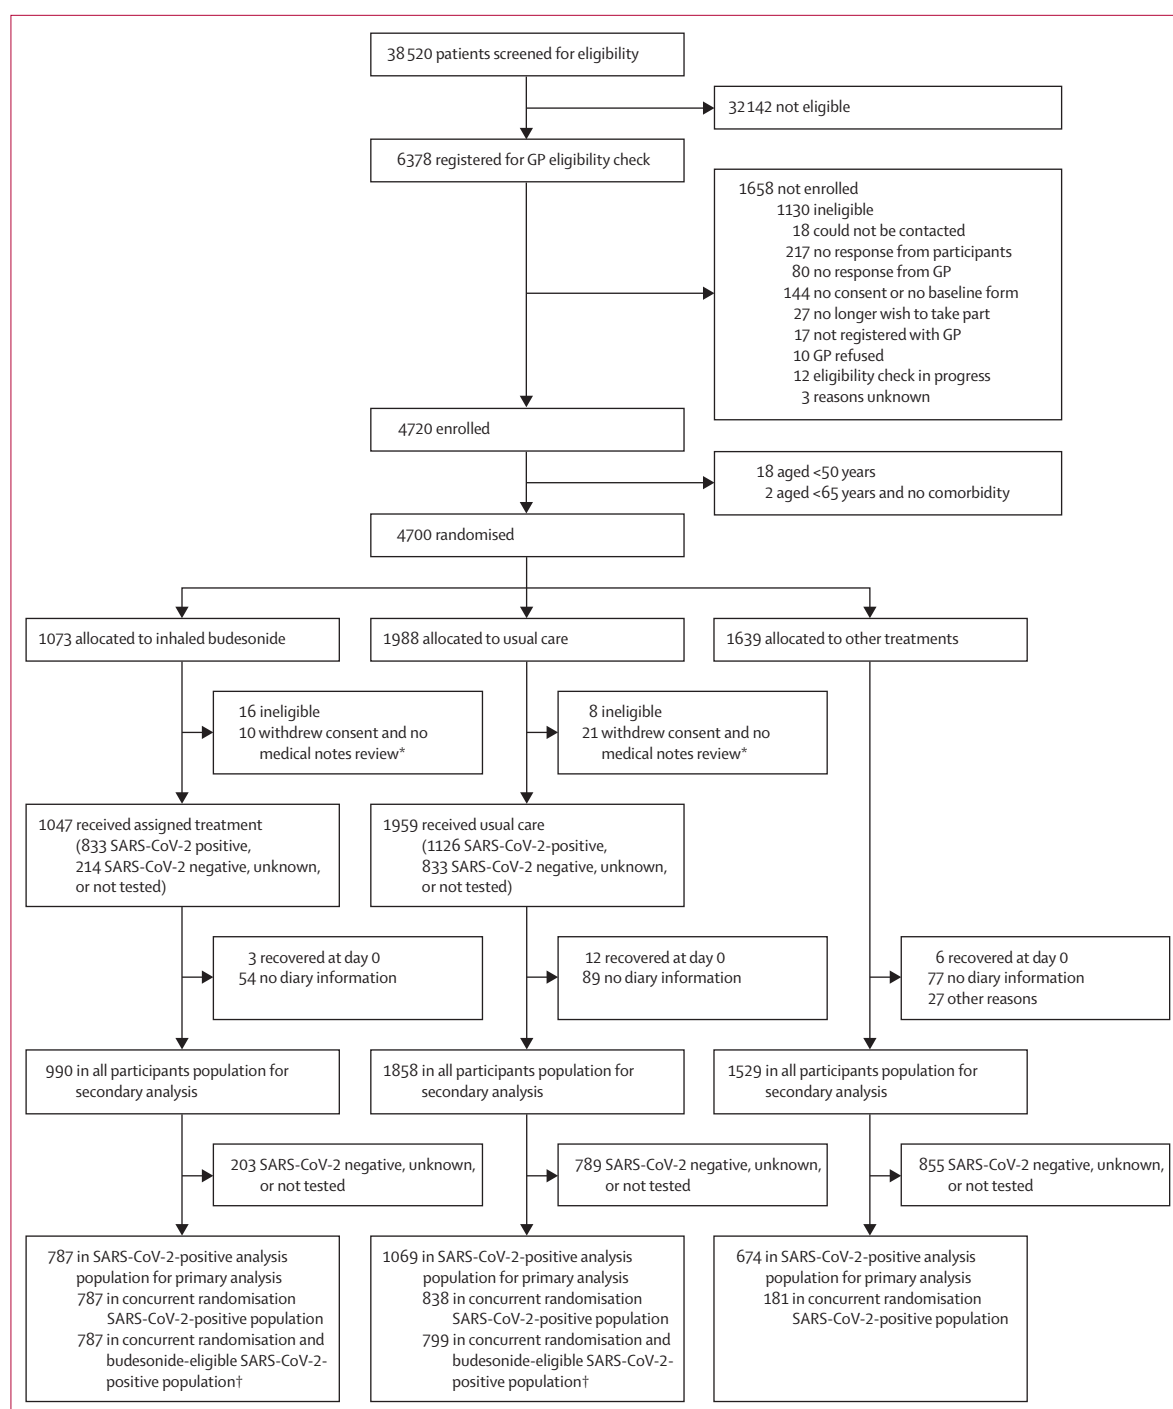 38 520 patients screened for eligibility
32 142 not eligible
6378 registered for GP eligibility check
1658 not enrolled
1130 ineligible
18 could not be contacted
217 no response from participants
80 no response from GP
144 no consent or no baseline form
27 no longer wish to take part
17 not registered with GP
10 GP refused
12 eligibility check in progress
3 reasons unknown
4720 enrolled
18 aged <50 years
2 aged <65 years and no comorbidity
4700 randomised
1073 allocated to inhaled budesonide
1988 allocated to usual care
1639 allocated to other treatments
16 ineligible
10 withdrew consent and no
medical notes review*
8 ineligible
21 withdrew consent and no
medical notes review*
1047 received assigned treatment
(833 SARS-CoV-2 positive,
214 SARS-CoV-2 negative, unknown,
or not tested)
1959 received usual care
(1126 SARS-CoV-2-positive,
833 SARS-CoV-2 negative, unknown,
or not tested)
3 recovered at day 0
54 no diary information
12 recovered at day 0
89 no diary information
6 recovered at day 0
77 no diary information
27 other reasons
990 in all participants population for
secondary analysis
1858 in all participants population for
secondary analysis
1529 in all participants population for
secondary analysis
203 SARS-CoV-2 negative, unknown,
or not tested
789 SARS-CoV-2 negative, unknown,
or not tested
855 SARS-CoV-2 negative, unknown,
or not tested
787 in SARS-CoV-2-positive analysis
population for primary analysis
787 in concurrent randomisation
SARS-CoV-2-positive population
787 in concurrent randomisation and
budesonide-eligible SARS-CoV-2-
positive population†
1069 in SARS-CoV-2-positive analysis
population for primary analysis
838 in concurrent randomisation
SARS-CoV-2-positive population
799 in concurrent randomisation and
budesonide-eligible SARS-CoV-2-
positive population†
674 in SARS-CoV-2-positive analysis
population for primary analysis
181 in concurrent randomisation
SARS-CoV-2-positive population